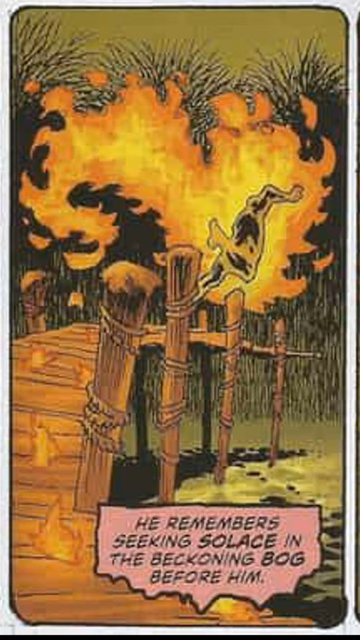 HE REMEMBERS
SEEKING SOLACE IN
THE BECKONING BOG
BEFORE HIM.